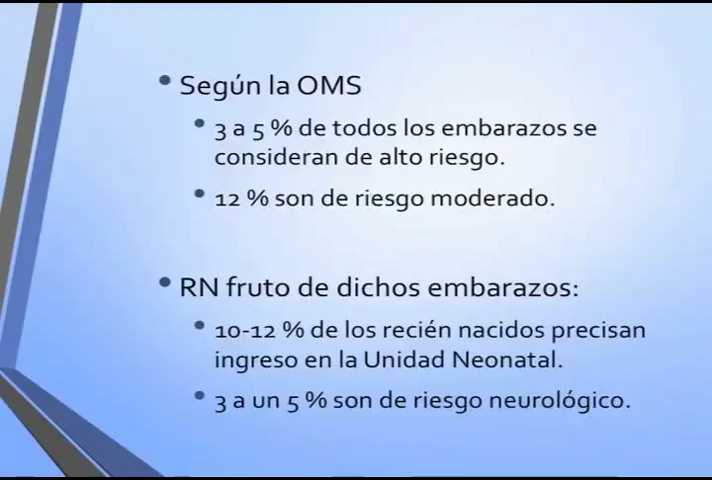 • Según la OMS
• 3 a 5 % de todos los embarazos se
consideran de alto riesgo.
• 12 % son de riesgo moderado.
• RN fruto de dichos embarazos:
• 10-12 % de los recién nacidos precisan
ingreso en la Unidad Neonatal.
• 3 a un 5 % son de riesgo neurológico.